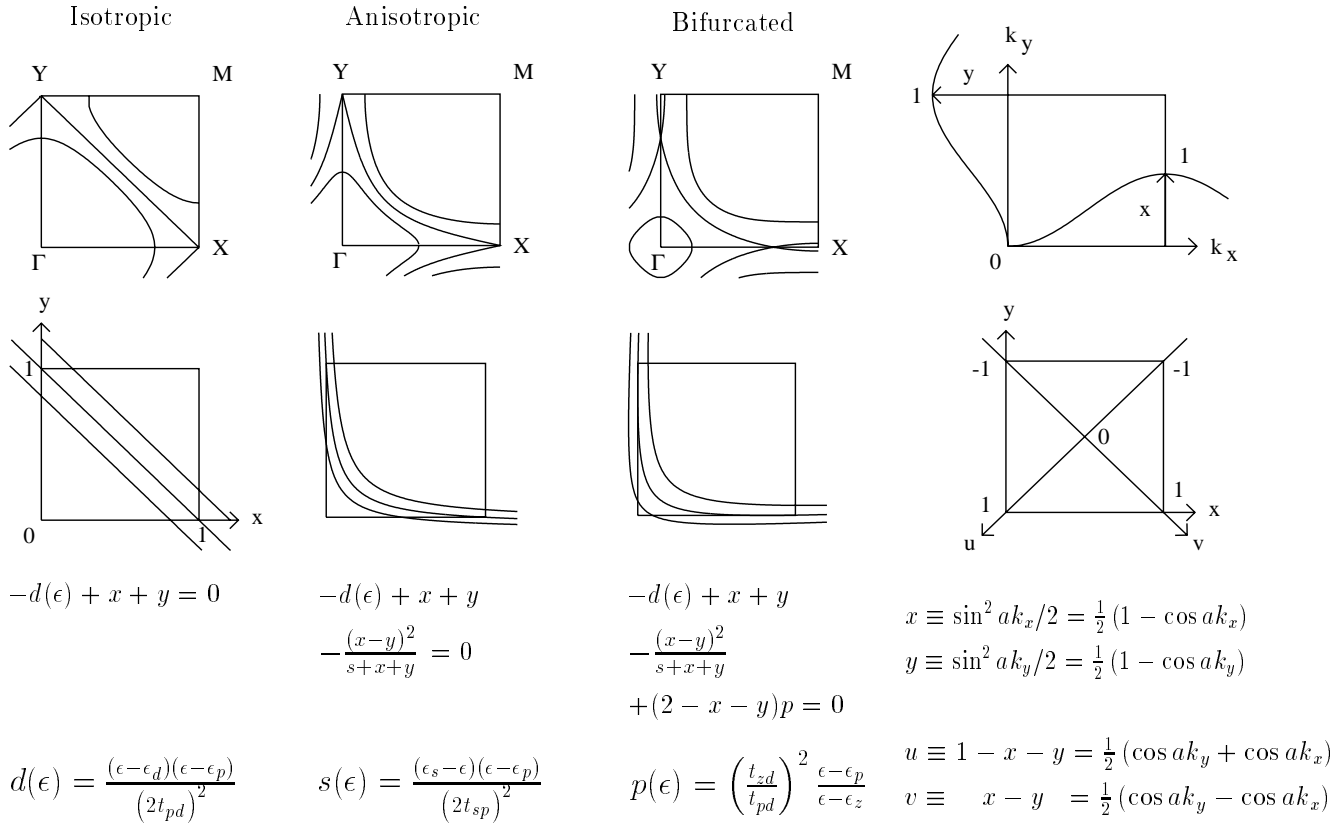 Isotropic
Anisotropic
Bifurcated
Y M
Γ X
Y M
Γ X
Y M
Γ X
k_y
y
1
1
x
0
k_x
y
1
0
1
x
y
-1 -1
0
1 1
x
u v
−d(ϵ) + x + y = 0
−d(ϵ) + x + y
−(x−y)²/(s+x+y) = 0
−d(ϵ) + x + y
−(x−y)²/(s+x+y)
+(2 − x − y)p = 0
x ≡ sin² ak_x/2 = ½ (1 − cos ak_x)
y ≡ sin² ak_y/2 = ½ (1 − cos ak_y)
d(ϵ) = (ϵ−ϵ_d)(ϵ−ϵ_p)/(2t_pd)²
s(ϵ) = (ϵ_s−ϵ)(ϵ−ϵ_p)/(2t_sp)²
p(ϵ) = (t_zd/t_pd)² (ϵ−ϵ_p)/(ϵ−ϵ_z)
u ≡ 1 − x − y = ½ (cos ak_y + cos ak_x)
v ≡ x − y = ½ (cos ak_y − cos ak_x)